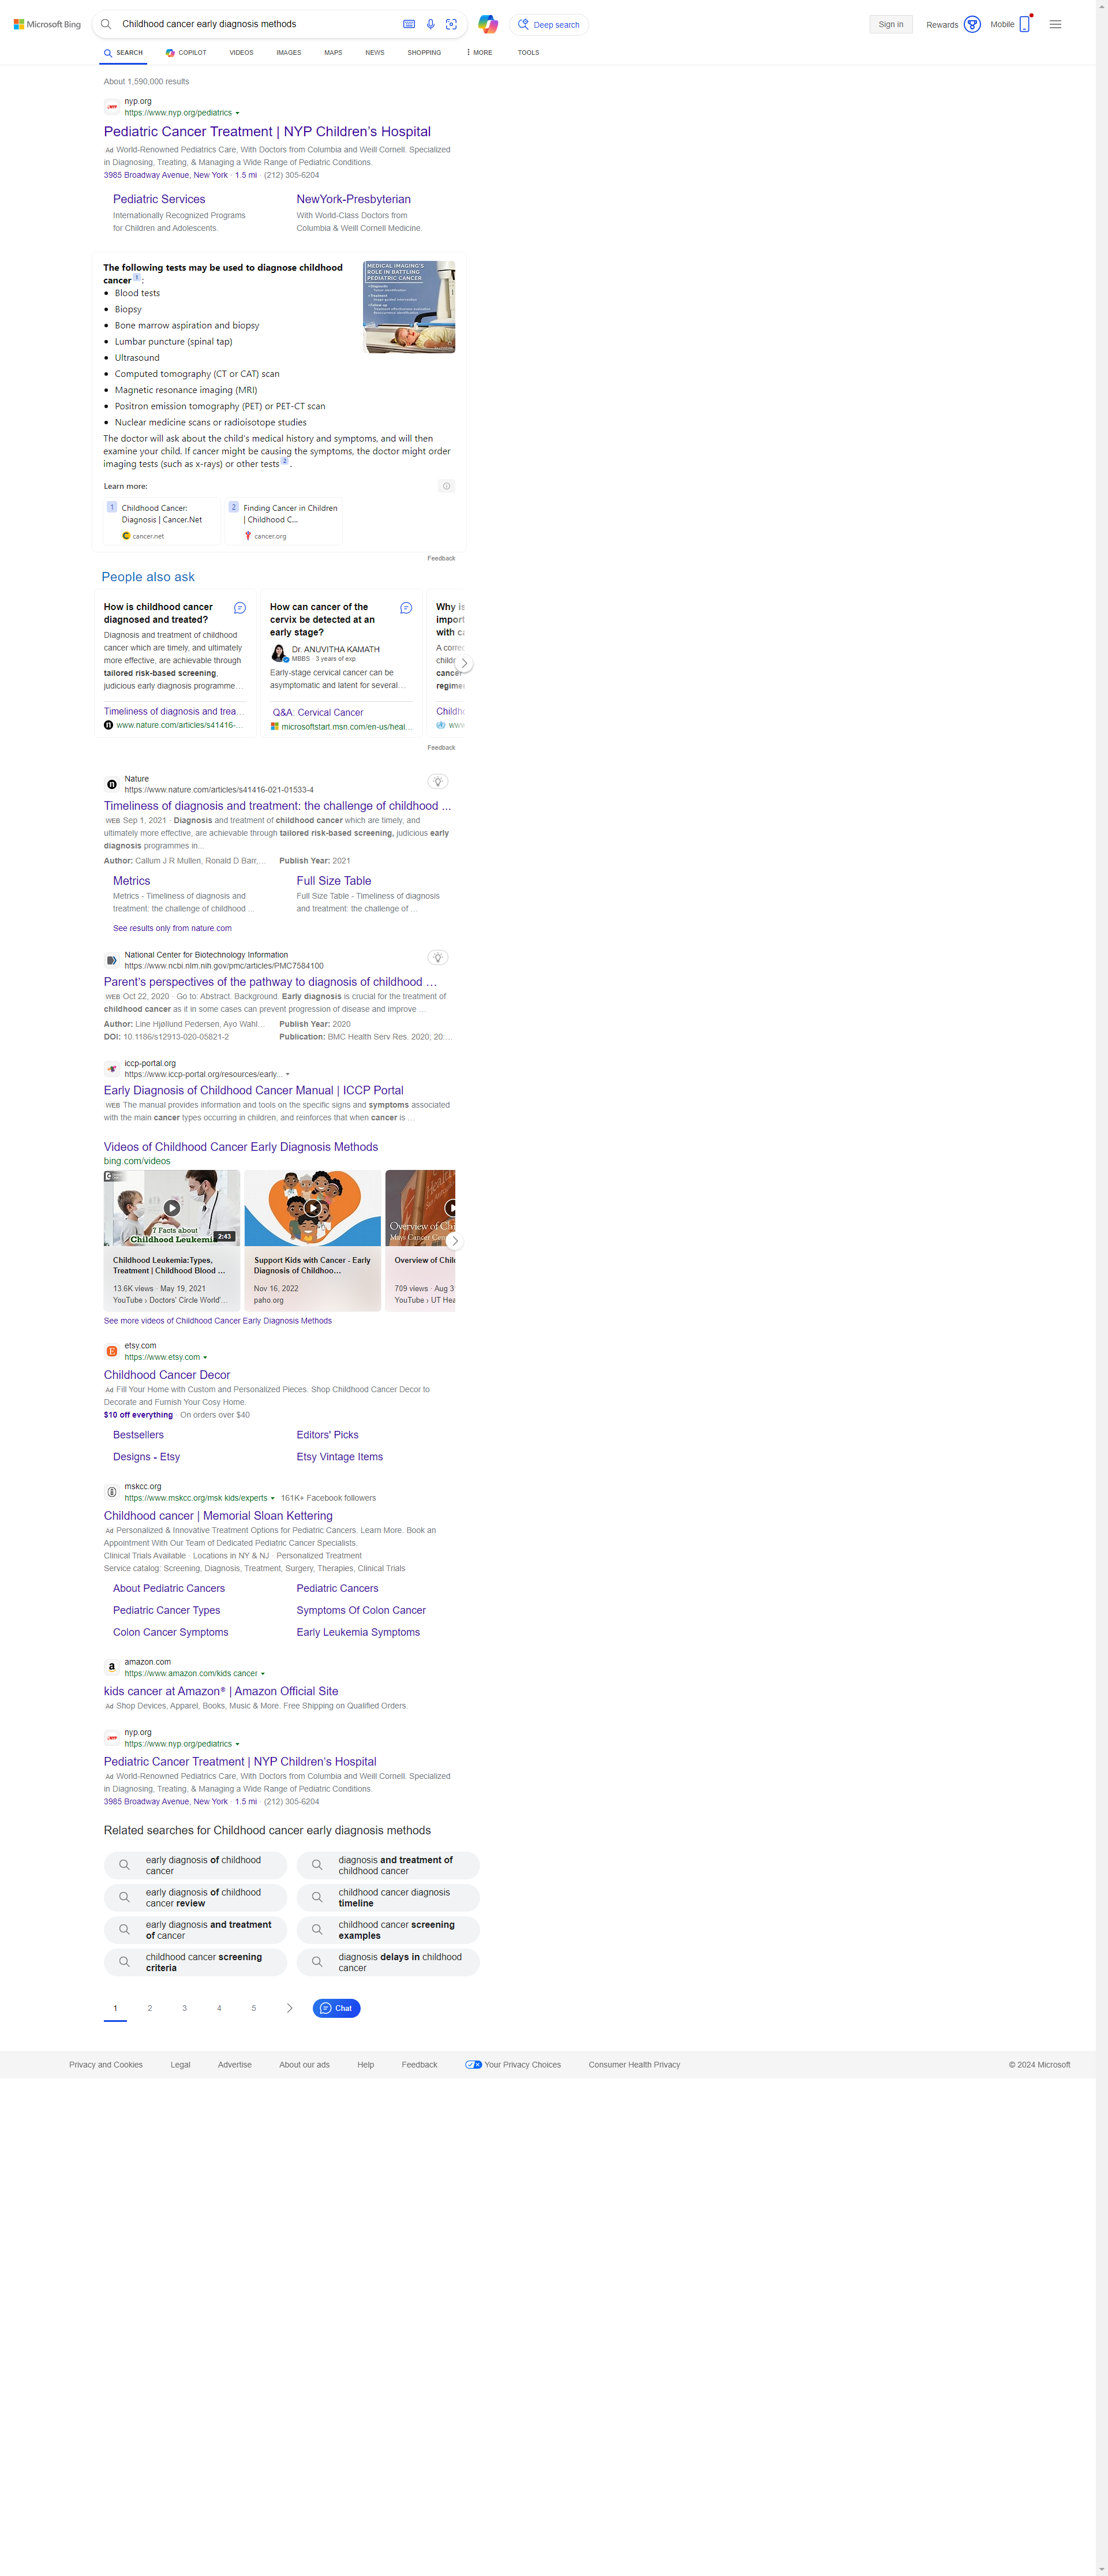 Microsoft Bing
Childhood cancer early diagnosis methods
Deep search
Sign in
Rewards
Mobile
SEARCH
COPILOT
VIDEOS
IMAGES
MAPS
NEWS
SHOPPING
MORE
TOOLS
About 1,590,000 results
nyp.org
https://www.nyp.org/pediatrics
Pediatric Cancer Treatment | NYP Children's Hospital
Ad World-Renowned Pediatrics Care, With Doctors from Columbia and Weill Cornell. Specialized
in Diagnosing, Treating, & Managing a Wide Range of Pediatric Conditions.
3985 Broadway Avenue, New York · 1.5 mi · (212) 305-6204
Pediatric Services
Internationally Recognized Programs
for Children and Adolescents.
NewYork-Presbyterian
With World-Class Doctors from
Columbia & Weill Cornell Medicine.
The following tests may be used to diagnose childhood
cancer 1 :
• Blood tests
• Biopsy
• Bone marrow aspiration and biopsy
• Lumbar puncture (spinal tap)
• Ultrasound
• Computed tomography (CT or CAT) scan
• Magnetic resonance imaging (MRI)
• Positron emission tomography (PET) or PET-CT scan
• Nuclear medicine scans or radioisotope studies
MEDICAL IMAGING'S
ROLE IN BATTLING
PEDIATRIC CANCER
The doctor will ask about the child's medical history and symptoms, and will then
examine your child. If cancer might be causing the symptoms, the doctor might order
imaging tests (such as x-rays) or other tests 2 .
Learn more:
1 Childhood Cancer:
Diagnosis | Cancer.Net
cancer.net
2 Finding Cancer in Children
| Childhood C...
cancer.org
Feedback
People also ask
How is childhood cancer
diagnosed and treated?
Diagnosis and treatment of childhood
cancer which are timely, and ultimately
more effective, are achievable through
tailored risk-based screening,
judicious early diagnosis programme...
Timeliness of diagnosis and trea...
www.nature.com/articles/s41416-...
How can cancer of the
cervix be detected at an
early stage?
Dr. ANUVITHA KAMATH
MBBS · 3 years of exp
Early-stage cervical cancer can be
asymptomatic and latent for several...
Q&A: Cervical Cancer
microsoftstart.msn.com/en-us/heal...
Why is
import
with ca
A correc
childr
cancer
regimen
Childho
www
Feedback
Nature
https://www.nature.com/articles/s41416-021-01533-4
Timeliness of diagnosis and treatment: the challenge of childhood ...
WEB Sep 1, 2021 · Diagnosis and treatment of childhood cancer which are timely, and
ultimately more effective, are achievable through tailored risk-based screening, judicious early
diagnosis programmes in...
Author: Callum J R Mullen, Ronald D Barr,... Publish Year: 2021
Metrics
Metrics - Timeliness of diagnosis and
treatment: the challenge of childhood ...
Full Size Table
Full Size Table - Timeliness of diagnosis
and treatment: the challenge of ...
See results only from nature.com
National Center for Biotechnology Information
https://www.ncbi.nlm.nih.gov/pmc/articles/PMC7584100
Parent's perspectives of the pathway to diagnosis of childhood …
WEB Oct 22, 2020 · Go to: Abstract. Background. Early diagnosis is crucial for the treatment of
childhood cancer as it in some cases can prevent progression of disease and improve ...
Author: Line Hjøllund Pedersen, Ayo Wahl... Publish Year: 2020
DOI: 10.1186/s12913-020-05821-2 Publication: BMC Health Serv Res. 2020; 20:...
iccp-portal.org
https://www.iccp-portal.org/resources/early...
Early Diagnosis of Childhood Cancer Manual | ICCP Portal
WEB The manual provides information and tools on the specific signs and symptoms associated
with the main cancer types occurring in children, and reinforces that when cancer is ...
Videos of Childhood Cancer Early Diagnosis Methods
bing.com/videos
7 Facts about
Childhood Leukemia
2:43
Childhood Leukemia:Types,
Treatment | Childhood Blood ...
13.6K views · May 19, 2021
YouTube › Doctors' Circle World'...
Support Kids with Cancer - Early
Diagnosis of Childhoo...
Nov 16, 2022
paho.org
Overview of Ch
Mays Cancer Cen
Overview of Chil
709 views · Aug 3
YouTube › UT Hea
See more videos of Childhood Cancer Early Diagnosis Methods
etsy.com
https://www.etsy.com
Childhood Cancer Decor
Ad Fill Your Home with Custom and Personalized Pieces. Shop Childhood Cancer Decor to
Decorate and Furnish Your Cosy Home.
$10 off everything · On orders over $40
Bestsellers
Editors' Picks
Designs - Etsy
Etsy Vintage Items
mskcc.org
https://www.mskcc.org/msk kids/experts 161K+ Facebook followers
Childhood cancer | Memorial Sloan Kettering
Ad Personalized & Innovative Treatment Options for Pediatric Cancers. Learn More. Book an
Appointment With Our Team of Dedicated Pediatric Cancer Specialists.
Clinical Trials Available · Locations in NY & NJ · Personalized Treatment
Service catalog: Screening, Diagnosis, Treatment, Surgery, Therapies, Clinical Trials
About Pediatric Cancers
Pediatric Cancers
Pediatric Cancer Types
Symptoms Of Colon Cancer
Colon Cancer Symptoms
Early Leukemia Symptoms
amazon.com
https://www.amazon.com/kids cancer
kids cancer at Amazon® | Amazon Official Site
Ad Shop Devices, Apparel, Books, Music & More. Free Shipping on Qualified Orders.
nyp.org
https://www.nyp.org/pediatrics
Pediatric Cancer Treatment | NYP Children's Hospital
Ad World-Renowned Pediatrics Care, With Doctors from Columbia and Weill Cornell. Specialized
in Diagnosing, Treating, & Managing a Wide Range of Pediatric Conditions.
3985 Broadway Avenue, New York · 1.5 mi · (212) 305-6204
Related searches for Childhood cancer early diagnosis methods
early diagnosis of childhood
cancer
diagnosis and treatment of
childhood cancer
early diagnosis of childhood
cancer review
childhood cancer diagnosis
timeline
early diagnosis and treatment
of cancer
childhood cancer screening
examples
childhood cancer screening
criteria
diagnosis delays in childhood
cancer
1 2 3 4 5
Chat
Privacy and Cookies
Legal
Advertise
About our ads
Help
Feedback
Your Privacy Choices
Consumer Health Privacy
© 2024 Microsoft